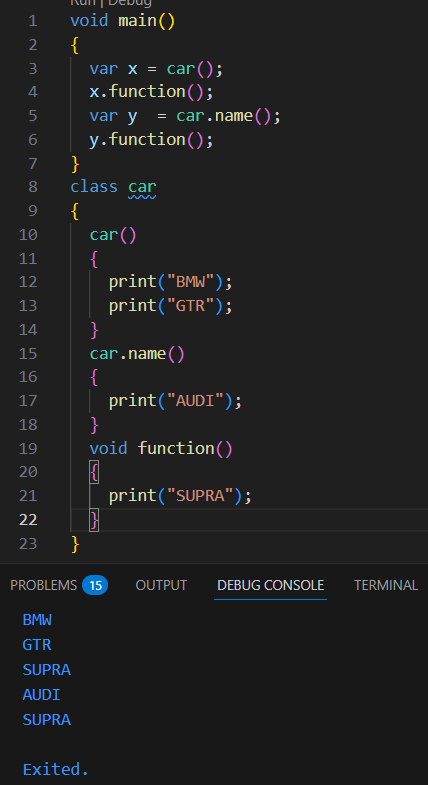 Run | Debug
1 void main()
2 {
3 var x = car();
4 x.function();
5 var y  = car.name();
6 y.function();
7 }
8 class car
9 {
10 car()
11 {
12 print("BMW");
13 print("GTR");
14 }
15 car.name()
16 {
17 print("AUDI");
18 }
19 void function()
20 {
21 print("SUPRA");
22 }
23 }
PROBLEMS 15 OUTPUT DEBUG CONSOLE TERMINAL
BMW
GTR
SUPRA
AUDI
SUPRA
Exited.